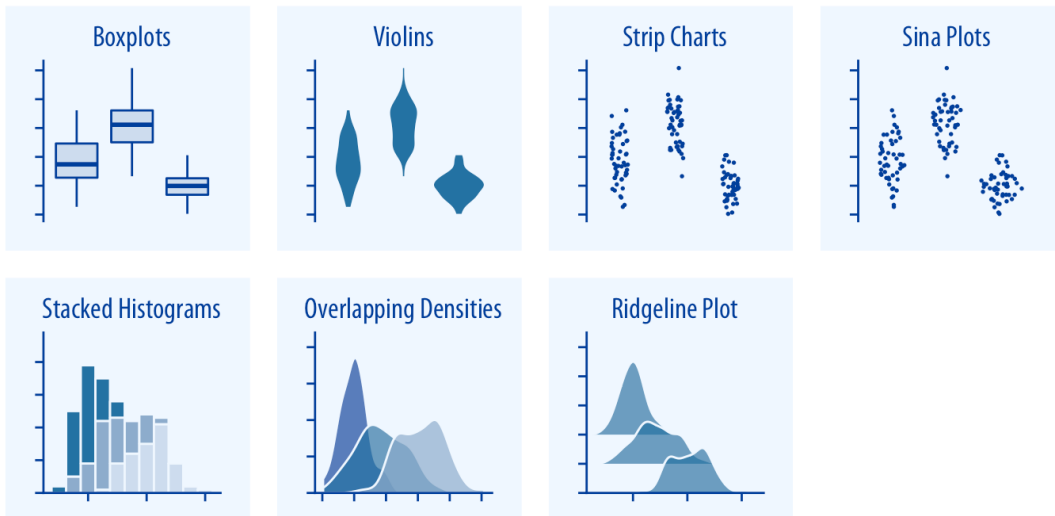 Boxplots
Violins
Strip Charts
Sina Plots
Stacked Histograms
Overlapping Densities
Ridgeline Plot